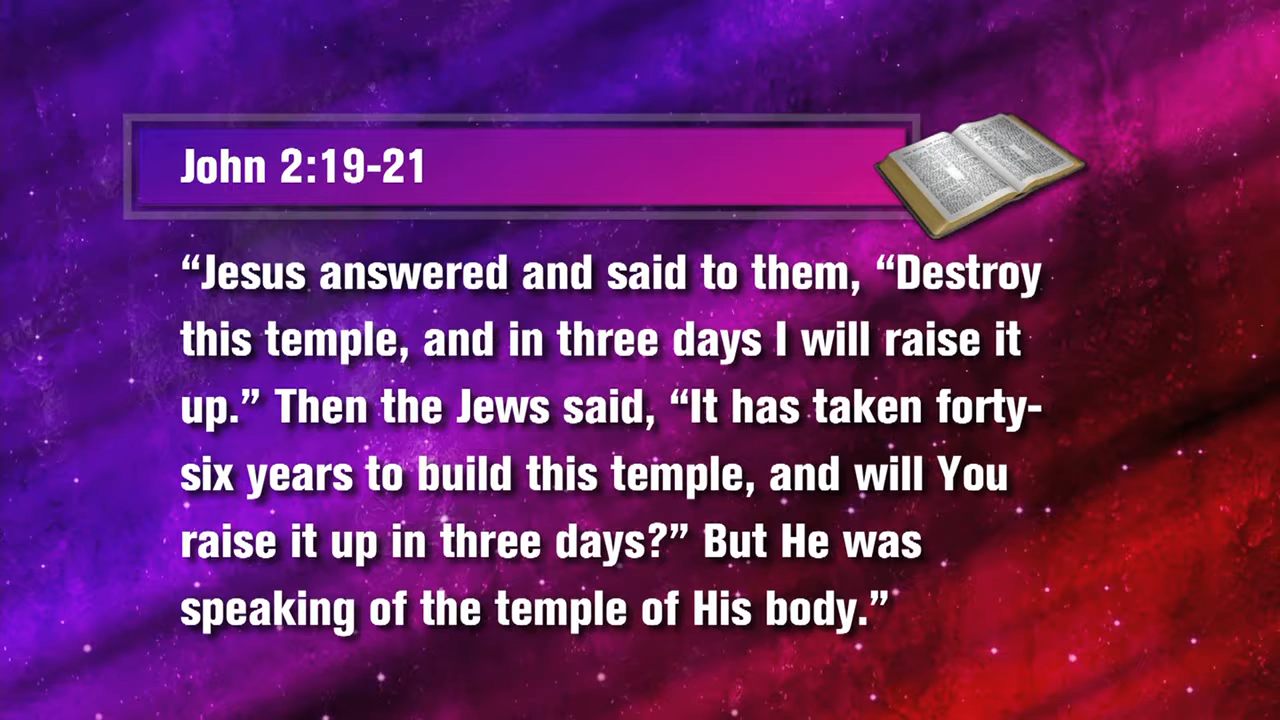 John 2:19-21
“Jesus answered and said to them, “Destroy
this temple, and in three days I will raise it
up.” Then the Jews said, “It has taken forty-
six years to build this temple, and will You
raise it up in three days?” But He was
speaking of the temple of His body.”